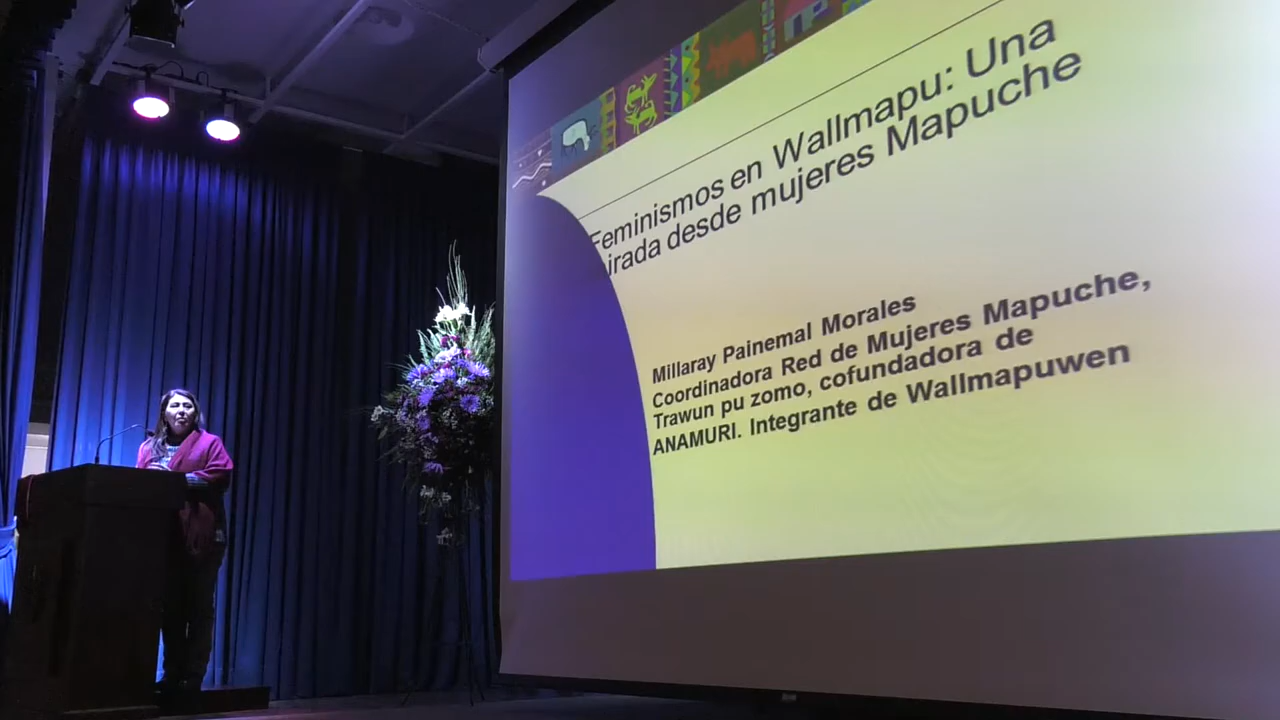 Feminismos en Wallmapu: Una
mirada desde mujeres Mapuche
Millaray Painemal Morales
Coordinadora Red de Mujeres Mapuche,
Trawun pu zomo, cofundadora de
ANAMURI. Integrante de Wallmapuwen